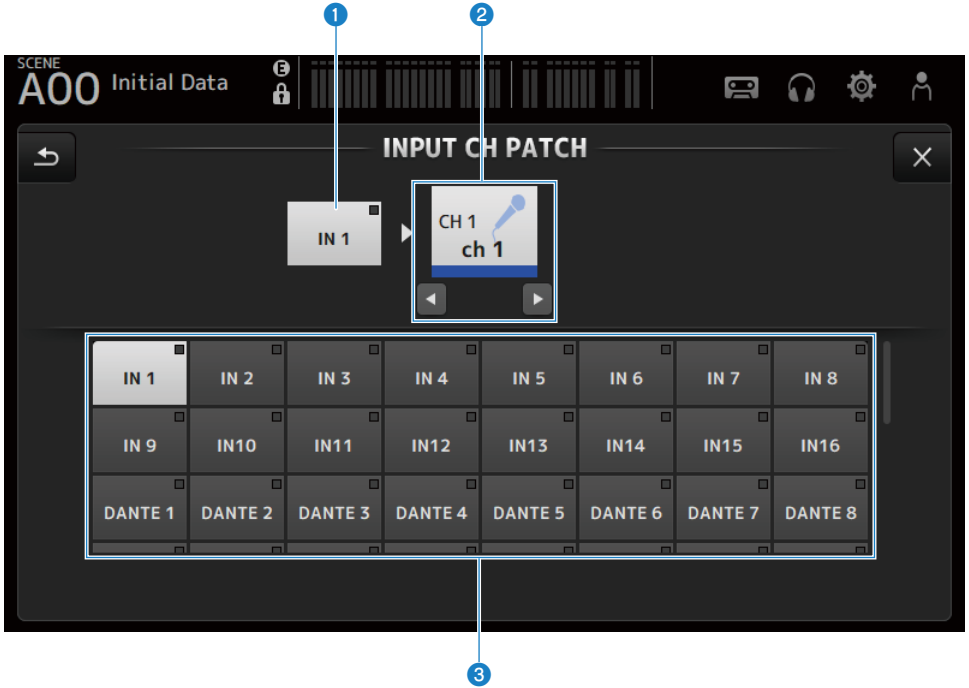 1 2
SCENE
A00 Initial Data E
INPUT CH PATCH
IN 1
CH 1
ch 1
IN 1 IN 2 IN 3 IN 4 IN 5 IN 6 IN 7 IN 8
IN 9 IN10 IN11 IN12 IN13 IN14 IN15 IN16
DANTE 1 DANTE 2 DANTE 3 DANTE 4 DANTE 5 DANTE 6 DANTE 7 DANTE 8
3